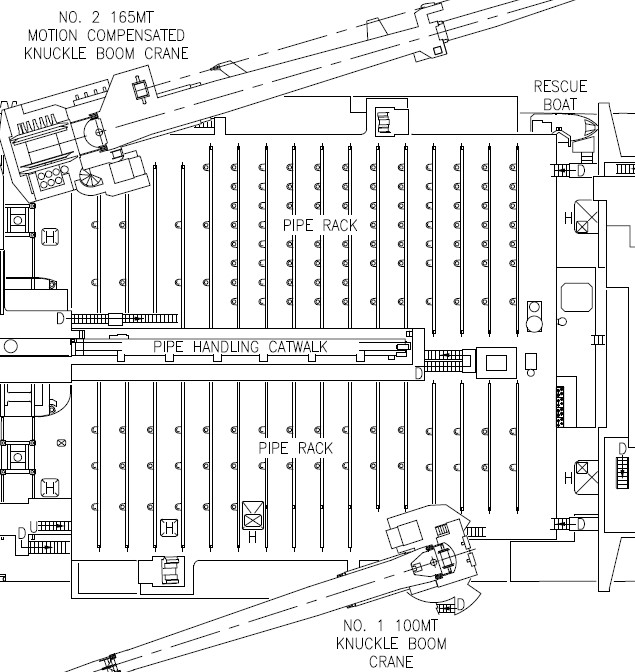 NO. 2 165MT
MOTION COMPENSATED
KNUCKLE BOOM CRANE
RESCUE
BOAT
D
H
PIPE RACK
H
D
PIPE HANDLING CATWALK
D
PIPE RACK
D
H
H
H
H
U
D
D
D
NO. 1 100MT
KNUCKLE BOOM
CRANE